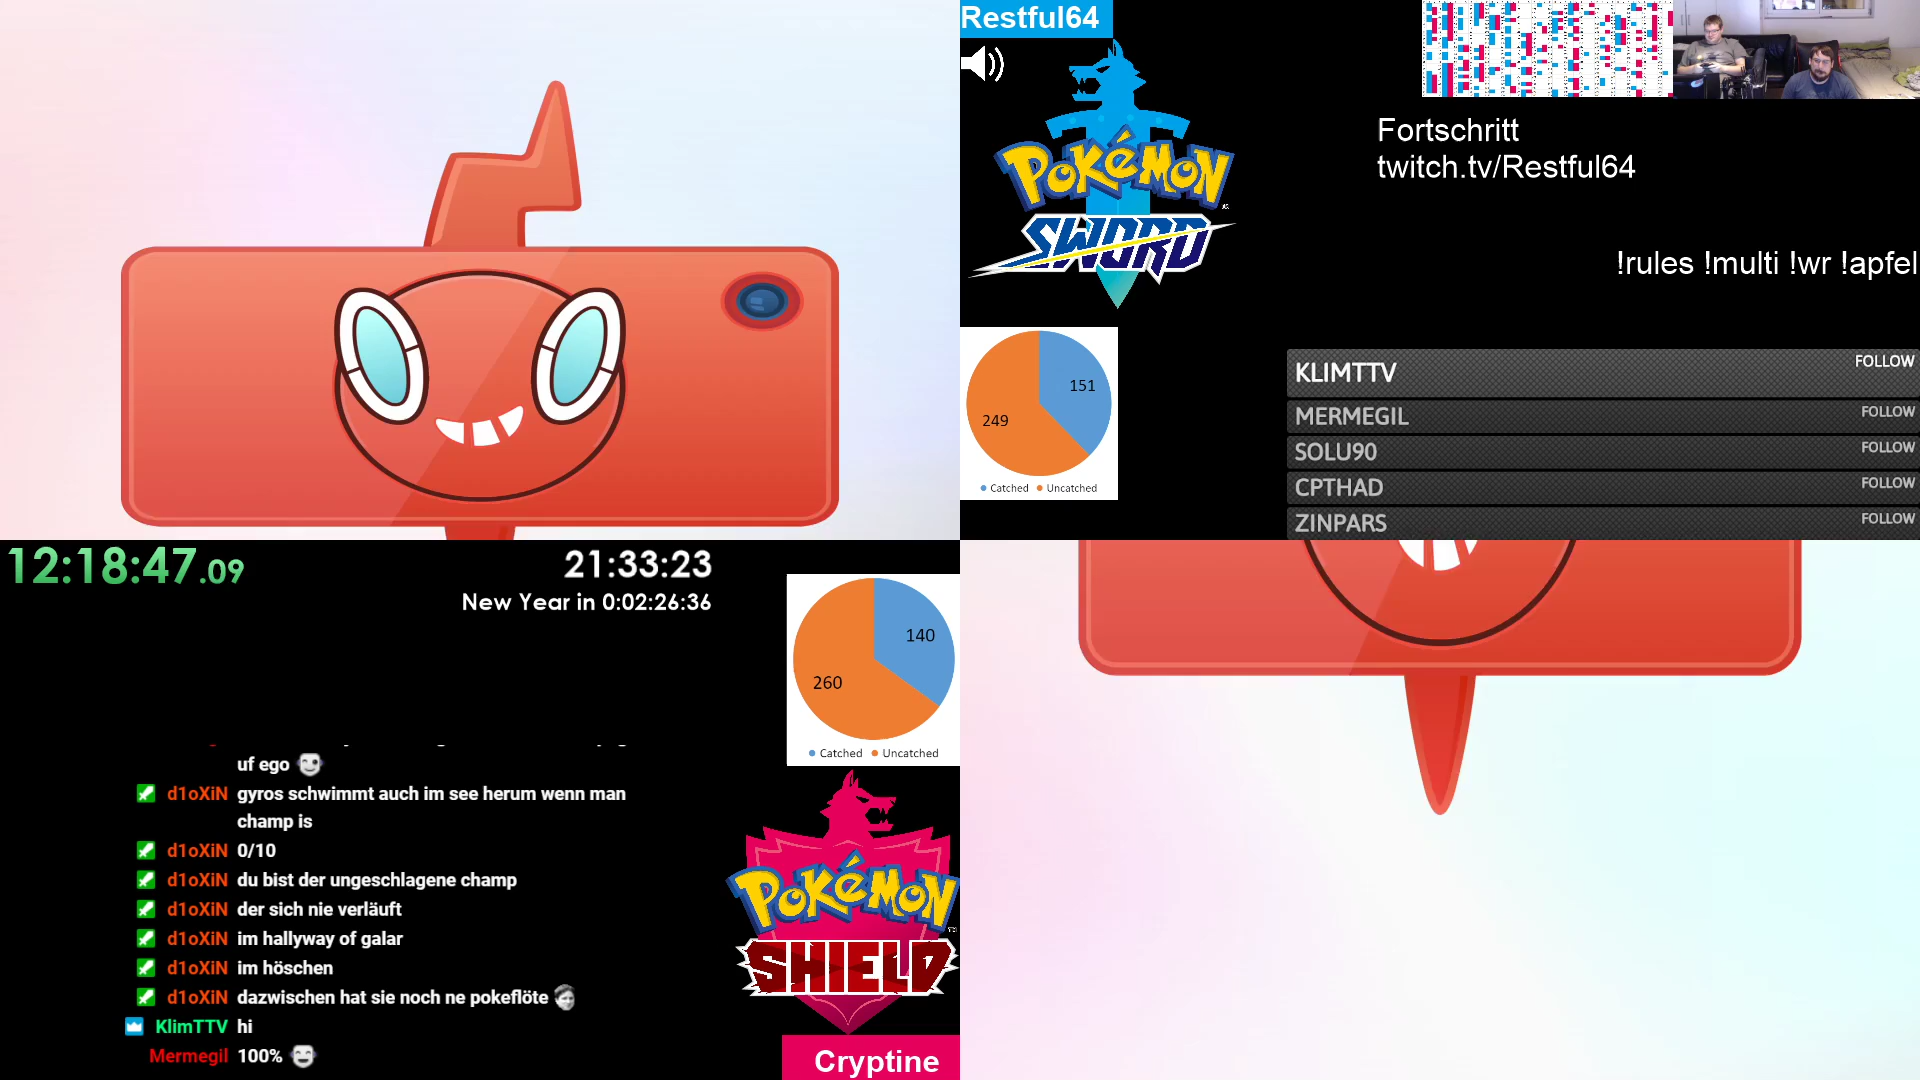 Restful64
POKÉMON
SWORD
Fortschritt
twitch.tv/Restful64
!rules !multi !wr !apfel
151
249
Catched Uncatched
KLIMTTV FOLLOW
MERMEGIL FOLLOW
SOLU90 FOLLOW
CPTHAD FOLLOW
ZINPARS FOLLOW
12:18:47.09
21:33:23
New Year in 0:02:26:36
140
260
Catched Uncatched
uf ego
d1oXiN gyros schwimmt auch im see herum wenn man
champ is
d1oXiN 0/10
d1oXiN du bist der ungeschlagene champ
d1oXiN der sich nie verläuft
d1oXiN im hallyway of galar
d1oXiN im höschen
d1oXiN dazwischen hat sie noch ne pokeflöte
KlimTTV hi
Mermegil 100%
POKÉMON
SHIELD
Cryptine